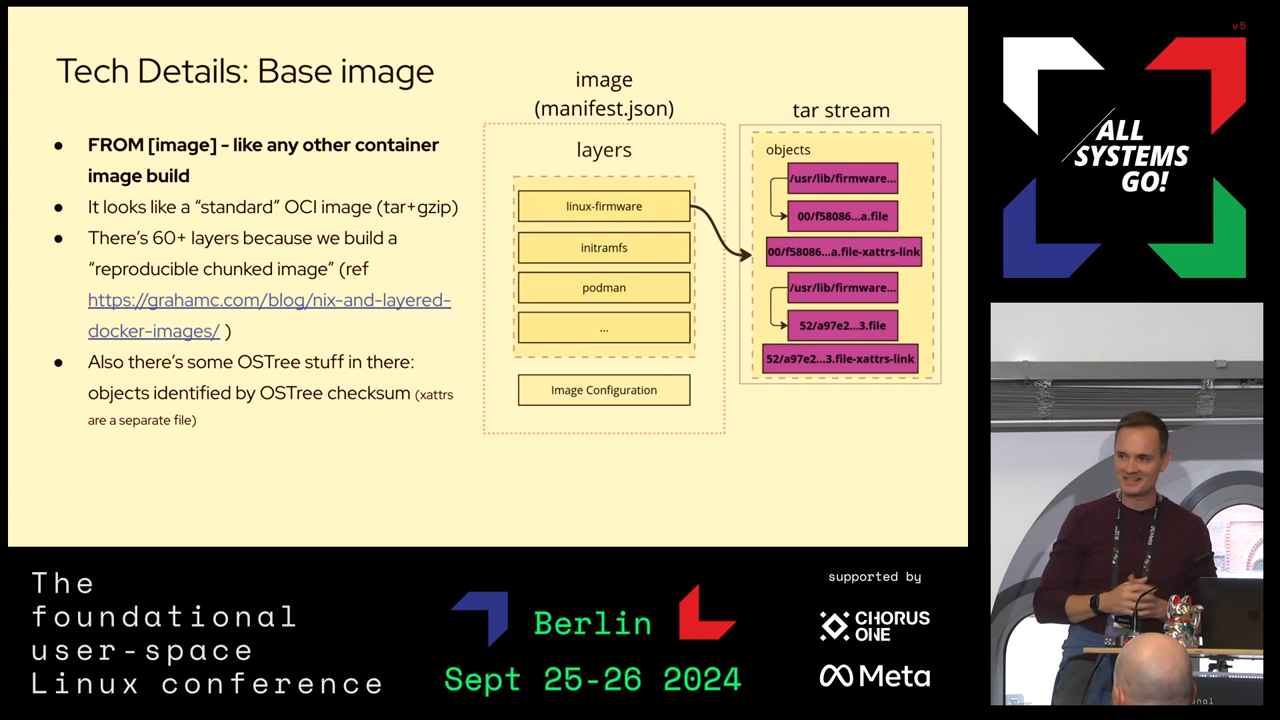 Tech Details: Base image
● FROM [image] - like any other container
image build
● It looks like a “standard” OCI image (tar+gzip)
● There’s 60+ layers because we build a
“reproducible chunked image” (ref
https://grahamc.com/blog/nix-and-layered-
docker-images/ )
● Also there’s some OSTree stuff in there:
objects identified by OSTree checksum (xattrs
are a separate file)
image
(manifest.json)
layers
linux-firmware
initramfs
podman
...
Image Configuration
tar stream
objects
/usr/lib/firmware...
00/f58086...a.file
00/f58086...a.file-xattrs-link
/usr/lib/firmware...
52/a97e2...3.file
52/a97e2...3.file-xattrs-link
v5
ALL
SYSTEMS
GO!
The
foundational
user-space
Linux conference
Berlin
Sept 25-26 2024
supported by
CHORUS
ONE
Meta